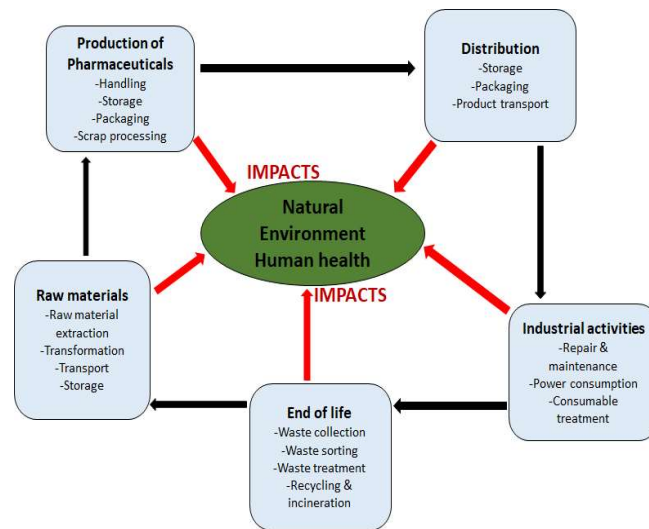 Production of
Pharmaceuticals
-Handling
-Storage
-Packaging
-Scrap processing
Distribution
-Storage
-Packaging
-Product transport
IMPACTS
Natural
Environment
Human health
IMPACTS
Raw materials
-Raw material
extraction
-Transformation
-Transport
-Storage
Industrial activities
-Repair &
maintenance
-Power consumption
-Consumable
treatment
End of life
-Waste collection
-Waste sorting
-Waste treatment
-Recycling &
incineration